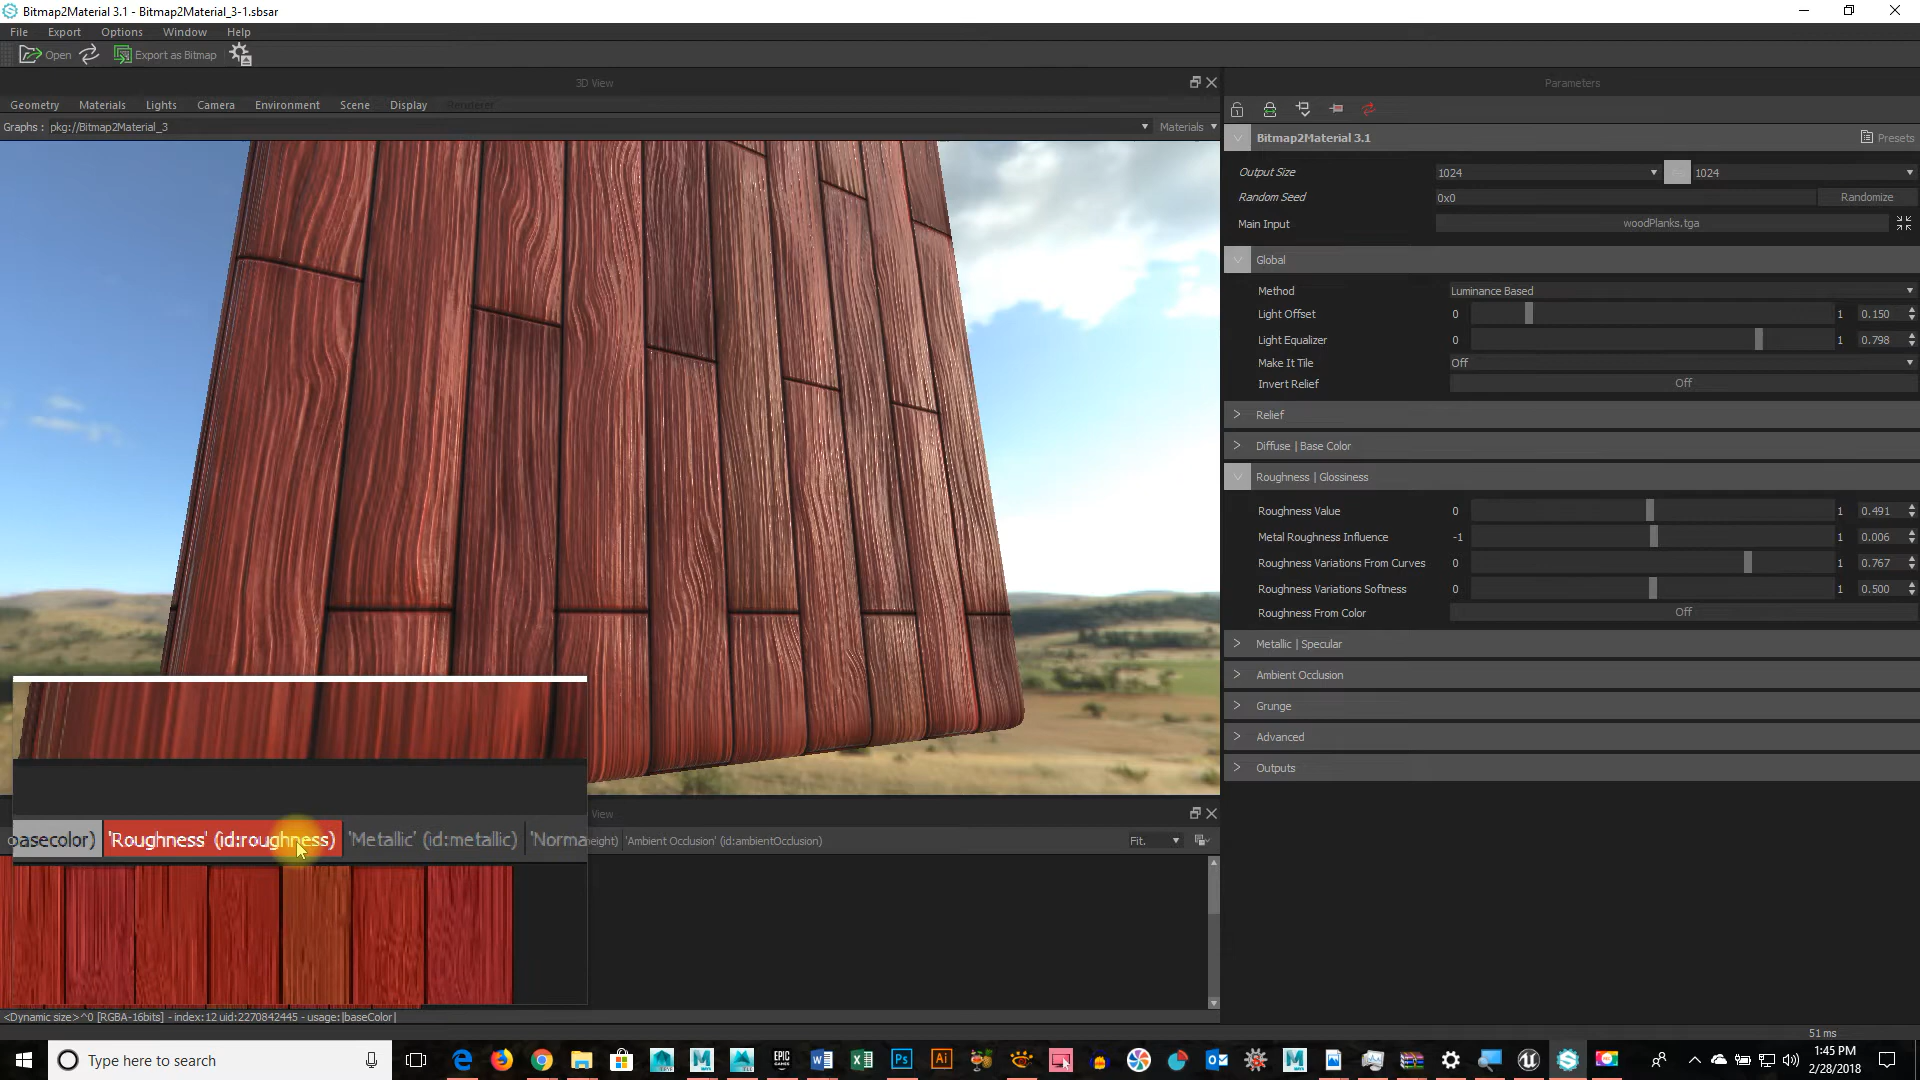 Bitmap2Material 3.1 - Bitmap2Material_3-1.sbsar
File Export Options Window Help
Open Export as Bitmap
3D View
Parameters
Geometry Materials Lights Camera Environment Scene Display Renderer
Graphs : pkg://Bitmap2Material_3 Materials
Bitmap2Material 3.1 Presets
Output Size 1024 1024
Random Seed 0x0 Randomize
Main Input woodPlanks.tga
Global
Method Luminance Based
Light Offset 0 1 0.150
Light Equalizer 0 1 0.798
Make It Tile Off
Invert Relief Off
Relief
Diffuse | Base Color
Roughness | Glossiness
Roughness Value 0 1 0.491
Metal Roughness Influence -1 1 0.006
Roughness Variations From Curves 0 1 0.767
Roughness Variations Softness 0 1 0.500
Roughness From Color Off
Metallic | Specular
Ambient Occlusion
Grunge
Advanced
Outputs
View
basecolor) 'Roughness' (id:roughness) 'Metallic' (id:metallic) 'Norma height) 'Ambient Occlusion' (id:ambientOcclusion) Fit.
<Dynamic size>^0 [RGBA-16bits] - index:12 uid:2270842445 - usage:|baseColor|
51 ms
Type here to search
1:45 PM
2/28/2018